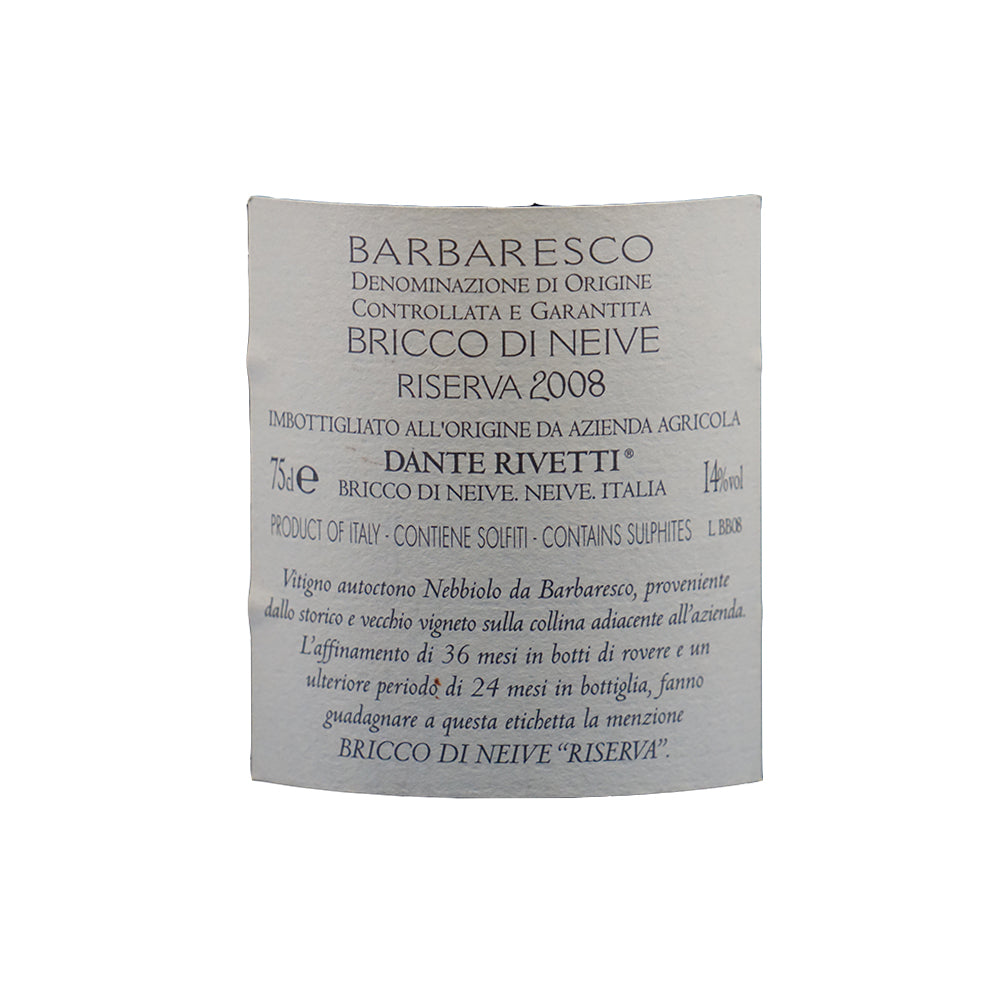 BARBARESCO
DENOMINAZIONE DI ORIGINE
CONTROLLATA E GARANTITA
BRICCO DI NEIVE
RISERVA 2008
IMBOTTIGLIATO ALL'ORIGINE DA AZIENDA AGRICOLA
DANTE RIVETTI®
75cl e BRICCO DI NEIVE. NEIVE. ITALIA 14%vol
PRODUCT OF ITALY - CONTIENE SOLFITI - CONTAINS SULPHITES L BB08
Vitigno autoctono Nebbiolo da Barbaresco, proveniente
dallo storico e vecchio vigneto sulla collina adiacente all'azienda.
L'affinamento di 36 mesi in botti di rovere e un
ulteriore periodo di 24 mesi in bottiglia, fanno
guadagnare a questa etichetta la menzione
BRICCO DI NEIVE "RISERVA".